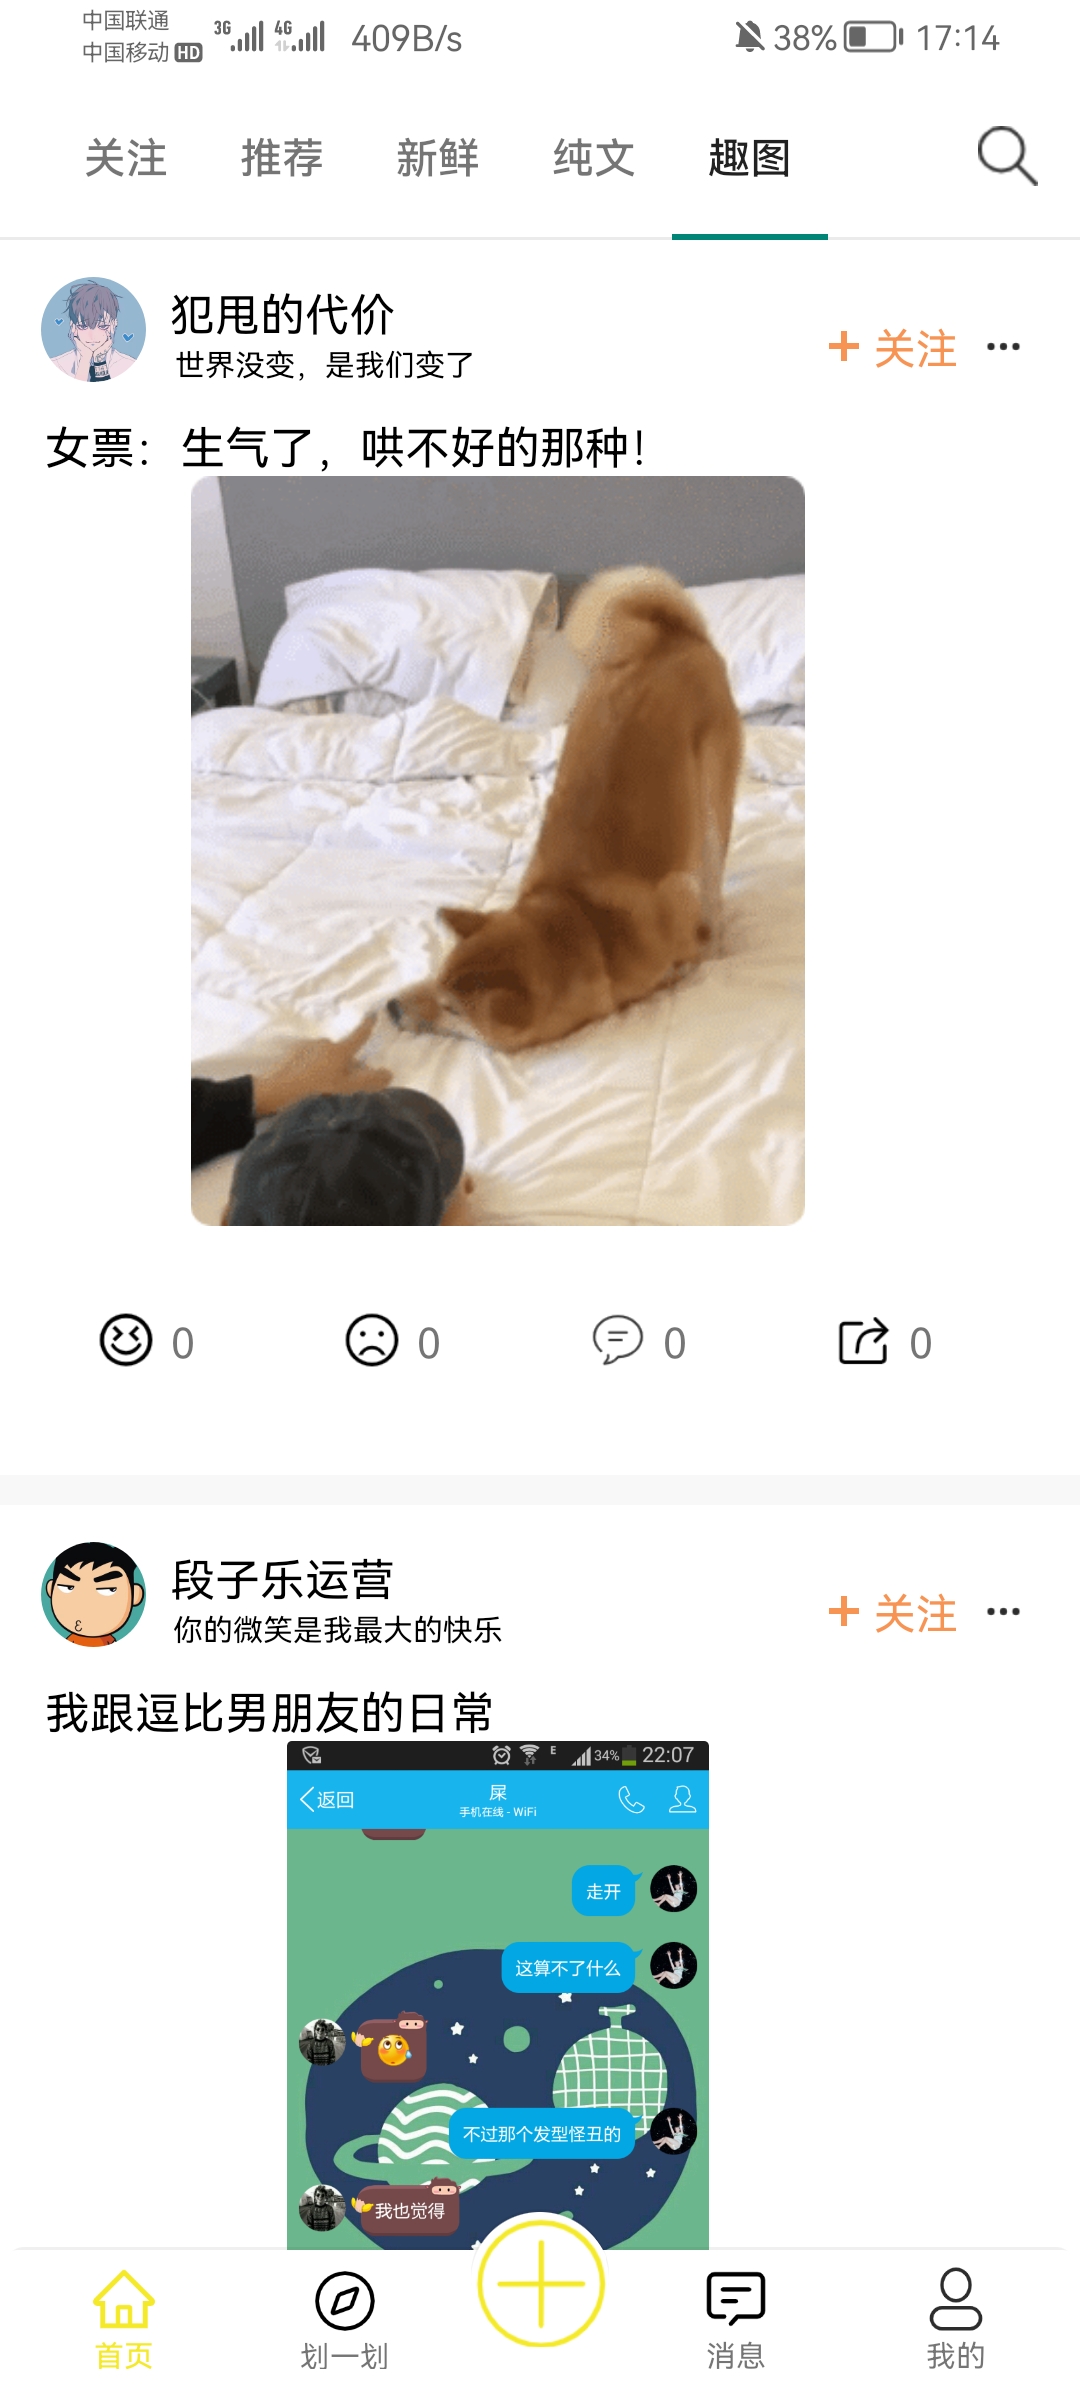 中国联通
中国移动 HD 3G 4G 409B/s 38% 17:14
关注 推荐 新鲜 纯文 趣图
犯甩的代价
世界没变，是我们变了
+ 关注
女票：生气了，哄不好的那种！
0 0 0 0
段子乐运营
你的微笑是我最大的快乐
+ 关注
我跟逗比男朋友的日常
E 34% 22:07
返回 屎
手机在线 - WiFi
走开
这算不了什么
不过那个发型怪丑的
我也觉得
首页 划一划 消息 我的